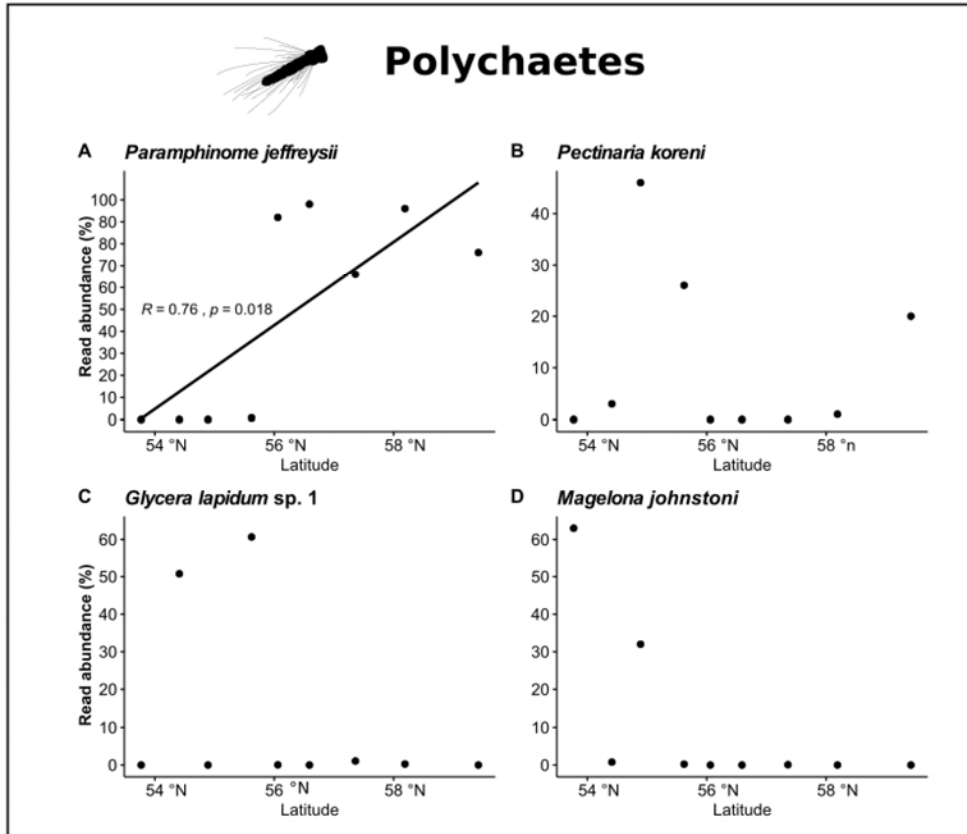 Polychaetes
A Paramphinome jeffreysii
Read abundance (%)
100
80
80
70
60
50
40
30
20
10
0
R = 0.76 , p = 0.018
54 °N 56 °N 58 °N
Latitude
B Pectinaria koreni
40
30
20
10
0
54 °N 56 °N 58 °n
Latitude
C Glycera lapidum sp. 1
Read abundance (%)
60
50
40
30
20
10
0
54 °N 56 °N 58 °N
Latitude
D Magelona johnstoni
60
50
40
30
20
10
0
54 °N 56 °N 58 °N
Latitude